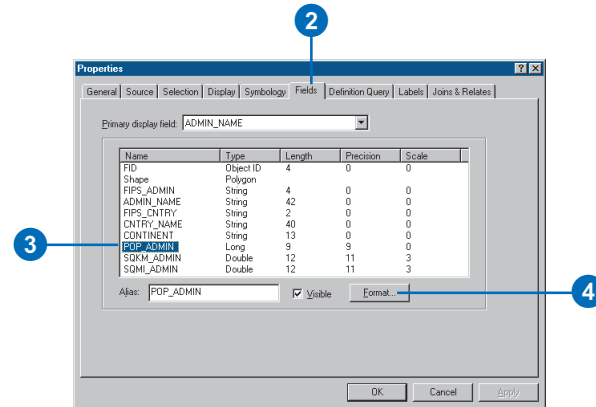 2
Properties
General Source Selection Display Symbology Fields Definition Query Labels Joins & Relates
Primary display field: ADMIN_NAME
Name Type Length Precision Scale
FID Object ID 4 0 0
Shape Polygon
FIPS_ADMIN String 4 0 0
ADMIN_NAME String 42 0 0
FIPS_CNTRY String 2 0 0
CNTRY_NAME String 40 0 0
CONTINENT String 13 0 0
3
POP_ADMIN Long 9 9 0
SQKM_ADMIN Double 12 11 3
SQMI_ADMIN Double 12 11 3
Alias: POP_ADMIN Visible Format...
4
OK Cancel Apply